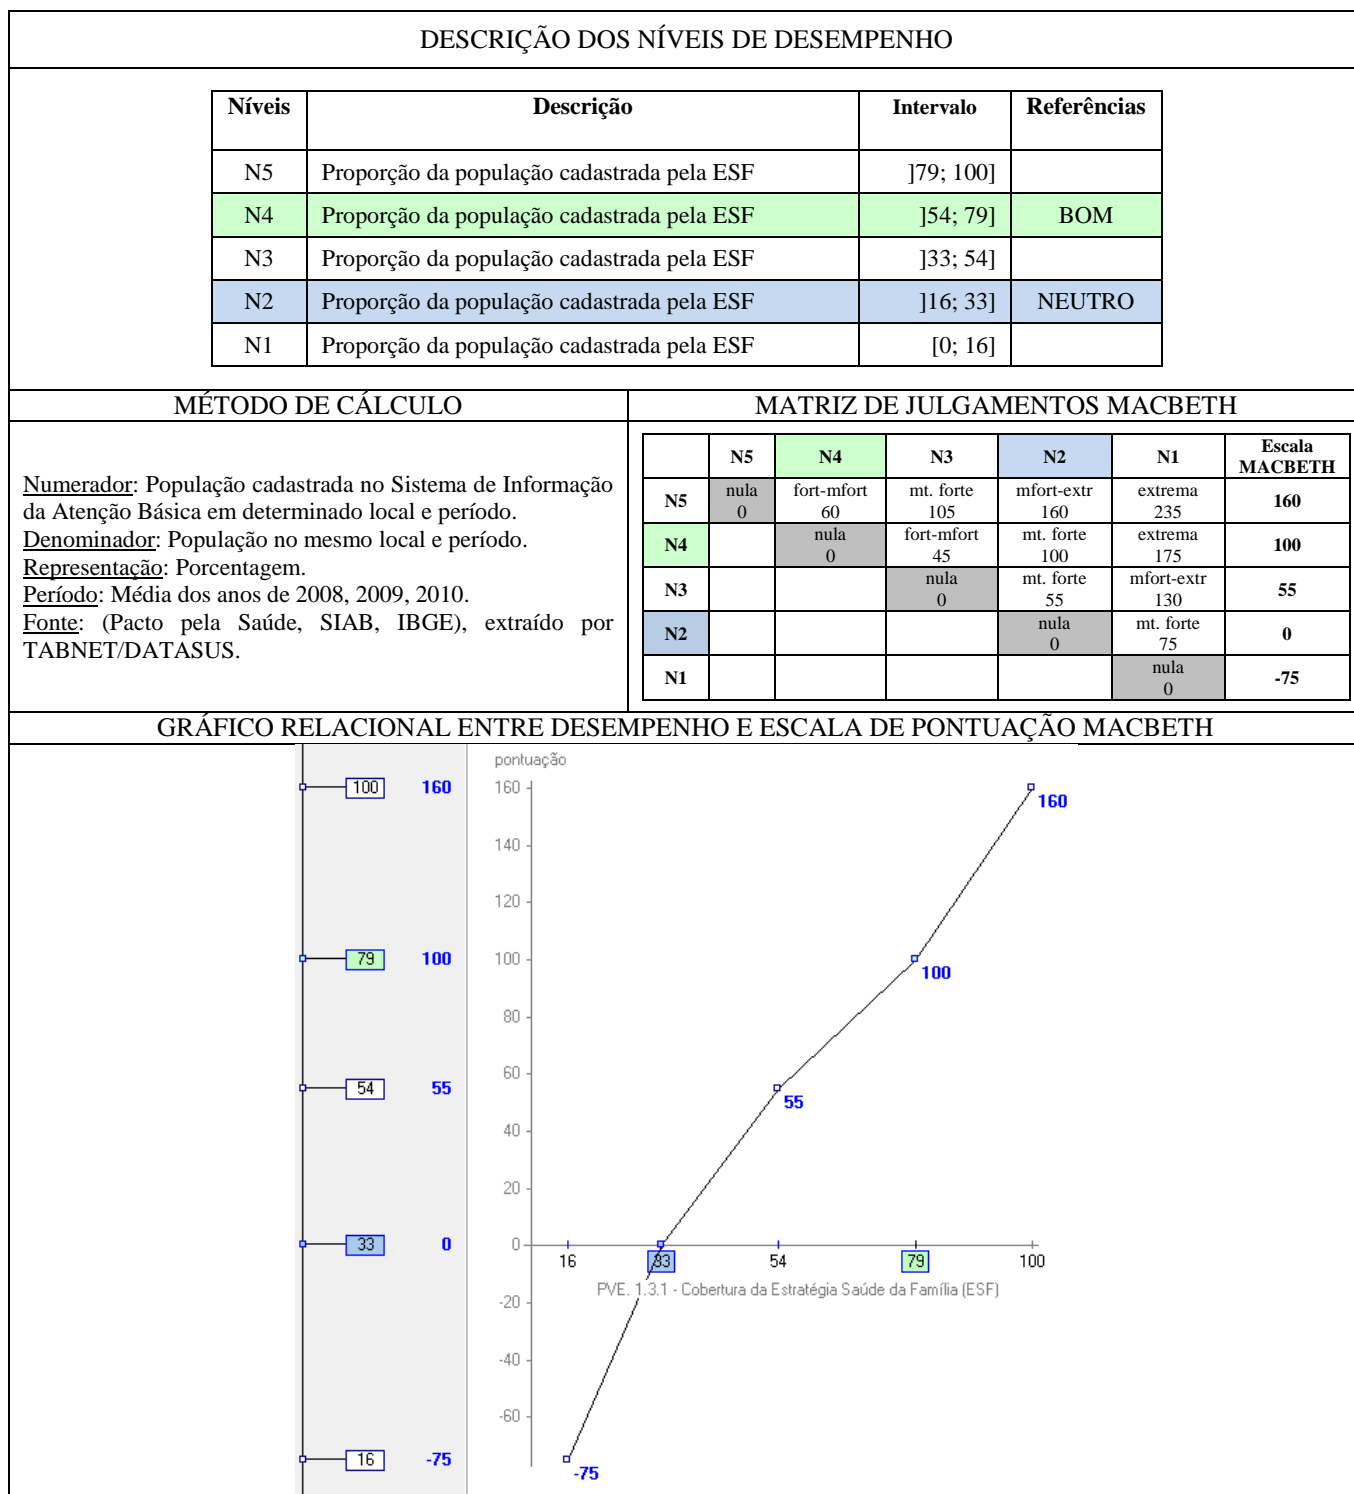 DESCRIÇÃO DOS NÍVEIS DE DESEMPENHO
Níveis Descrição Intervalo Referências
N5 Proporção da população cadastrada pela ESF ]79; 100]
N4 Proporção da população cadastrada pela ESF ]54; 79] BOM
N3 Proporção da população cadastrada pela ESF ]33; 54]
N2 Proporção da população cadastrada pela ESF ]16; 33] NEUTRO
N1 Proporção da população cadastrada pela ESF [0; 16]
MÉTODO DE CÁLCULO
Numerador: População cadastrada no Sistema de Informação
da Atenção Básica em determinado local e período.
Denominador: População no mesmo local e período.
Representação: Porcentagem.
Período: Média dos anos de 2008, 2009, 2010.
Fonte: (Pacto pela Saúde, SIAB, IBGE), extraído por
TABNET/DATASUS.
MATRIZ DE JULGAMENTOS MACBETH
N5 N4 N3 N2 N1 Escala
MACBETH
N5 nula fort-mfort mt. forte mfort-extr extrema 160
0 60 105 160 235
N4 nula fort-mfort mt. forte extrema 100
0 45 100 175
N3 nula mt. forte mfort-extr 55
0 55 130
N2 nula mt. forte 0
0 75
N1 nula -75
0
GRÁFICO RELACIONAL ENTRE DESEMPENHO E ESCALA DE PONTUAÇÃO MACBETH
100 160
79 100
54 55
33 0
16 -75
pontuação
160
140
120
100
80
60
40
20
0
-20
-40
-60
160
100
55
-75
16 33 54 79 100
PVE. 1.3.1 - Cobertura da Estratégia Saúde da Família (ESF)